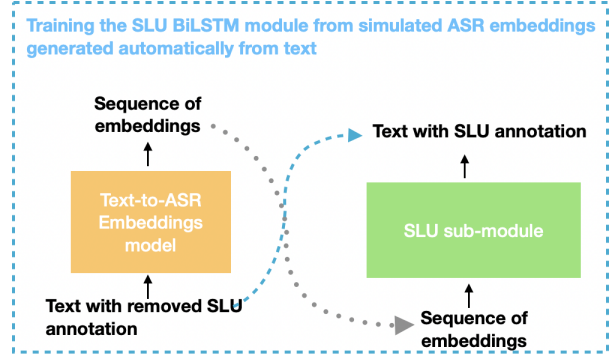 Training the SLU BiLSTM module from simulated ASR embeddings
generated automatically from text
Sequence of
embeddings
Text-to-ASR
Embeddings
model
Text with removed SLU
annotation
Text with SLU annotation
SLU sub-module
Sequence of
embeddings